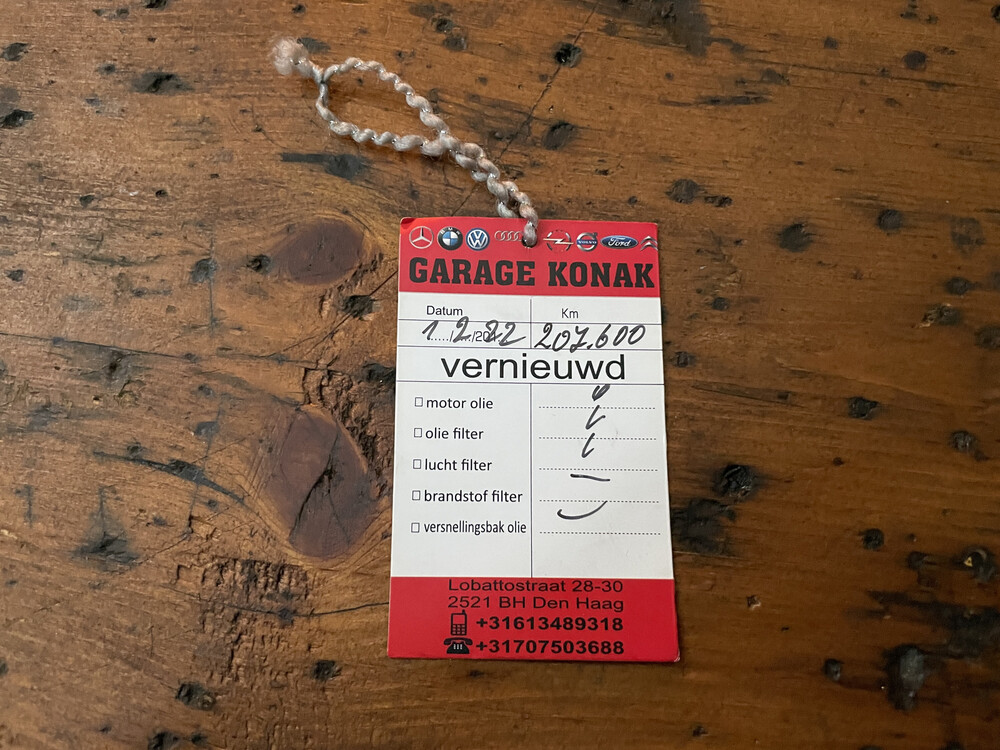 Ford
GARAGE KONAK
Datum Km
1 2 22 207.600
vernieuwd
motor olie
olie filter
lucht filter
brandstof filter
versnellingsbak olie
Lobattostraat 28-30
2521 BH Den Haag
+31613489318
+31707503688